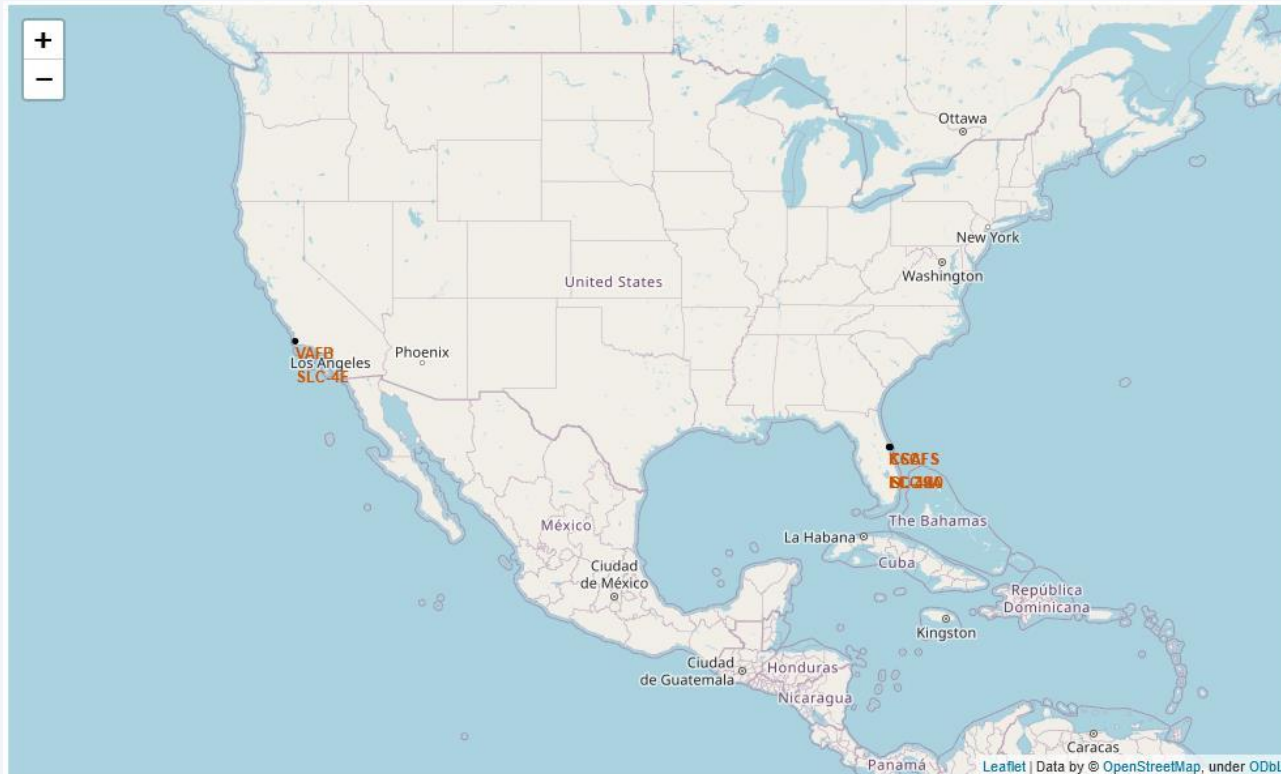 +
−
Ottawa
New York
Washington
United States
VAFB
Los Angeles
SLC-4E
Phoenix
The Bahamas
México
La Habana
Cuba
Ciudad
de México
República
Dominicana
Kingston
Ciudad
de Guatemala
Honduras
Nicaragua
Caracas
Panamá
Leaflet | Data by © OpenStreetMap, under ODbL